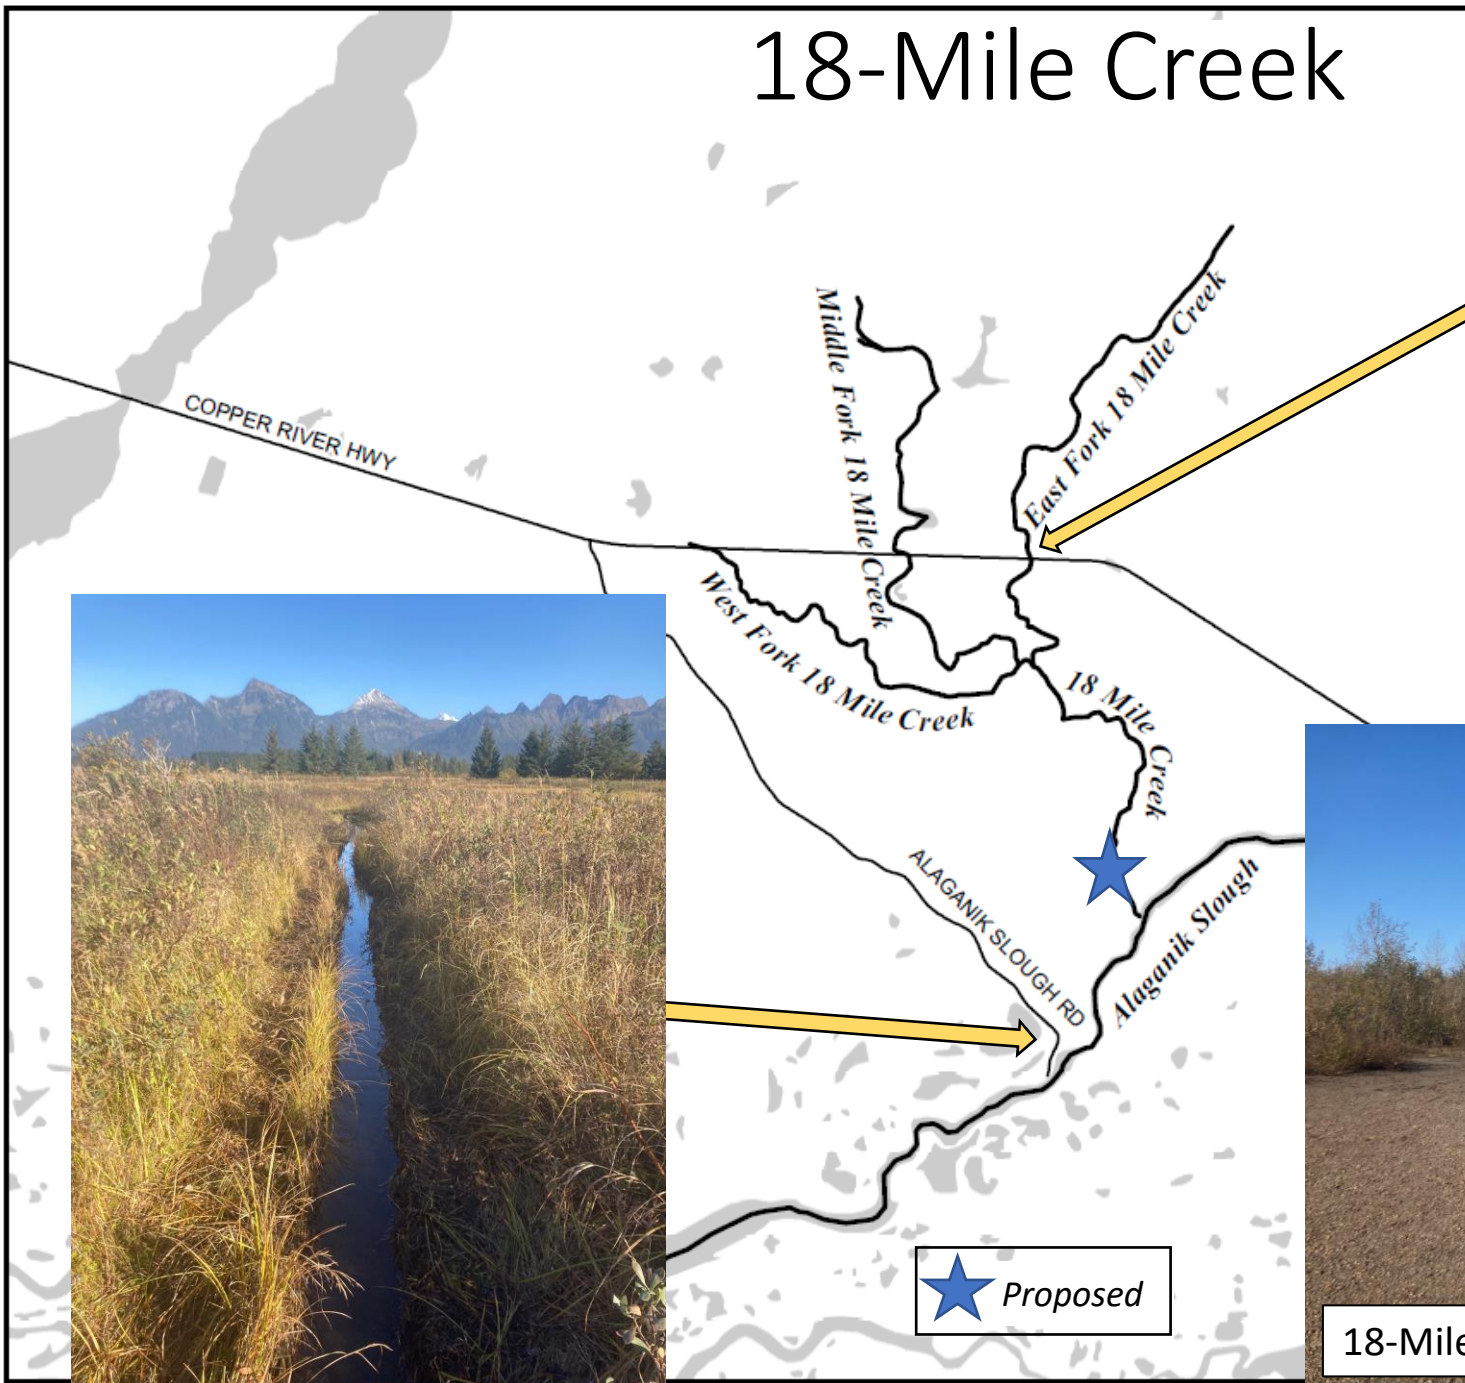 18-Mile Creek
Middle Fork 18 Mile Creek
East Fork 18 Mile Creek
COPPER RIVER HWY
West Fork 18 Mile Creek
18 Mile Creek
ALAGANIK SLOUGH RD
Alaganik Slough
Proposed
18-Mile